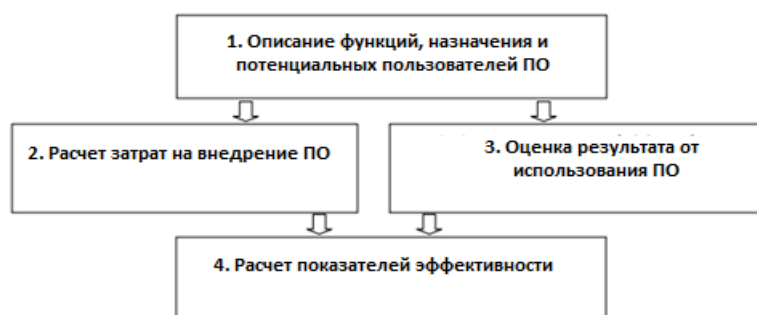 1. Описание функций, назначения и
потенциальных пользователей ПО
2. Расчет затрат на внедрение ПО
3. Оценка результата от
использования ПО
4. Расчет показателей эффективности